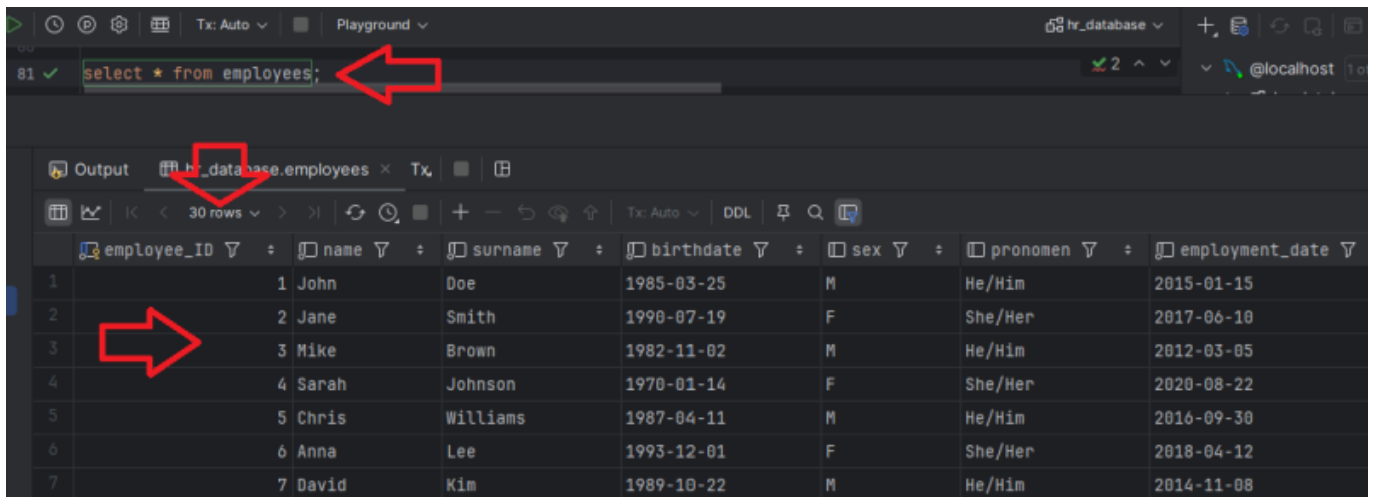 Tx: Auto Playground hr_database
81 select * from employees; 2 @localhost
Output hr_database.employees Tx
30 rows Tx: Auto DDL
employee_ID name surname birthdate sex pronomen employment_date
1 1 John Doe 1985-03-25 M He/Him 2015-01-15
2 2 Jane Smith 1990-07-19 F She/Her 2017-06-10
3 3 Mike Brown 1982-11-02 M He/Him 2012-03-05
4 4 Sarah Johnson 1970-01-14 F She/Her 2020-08-22
5 5 Chris Williams 1987-04-11 M He/Him 2016-09-30
6 6 Anna Lee 1993-12-01 F She/Her 2018-04-12
7 7 David Kim 1989-10-22 M He/Him 2014-11-08